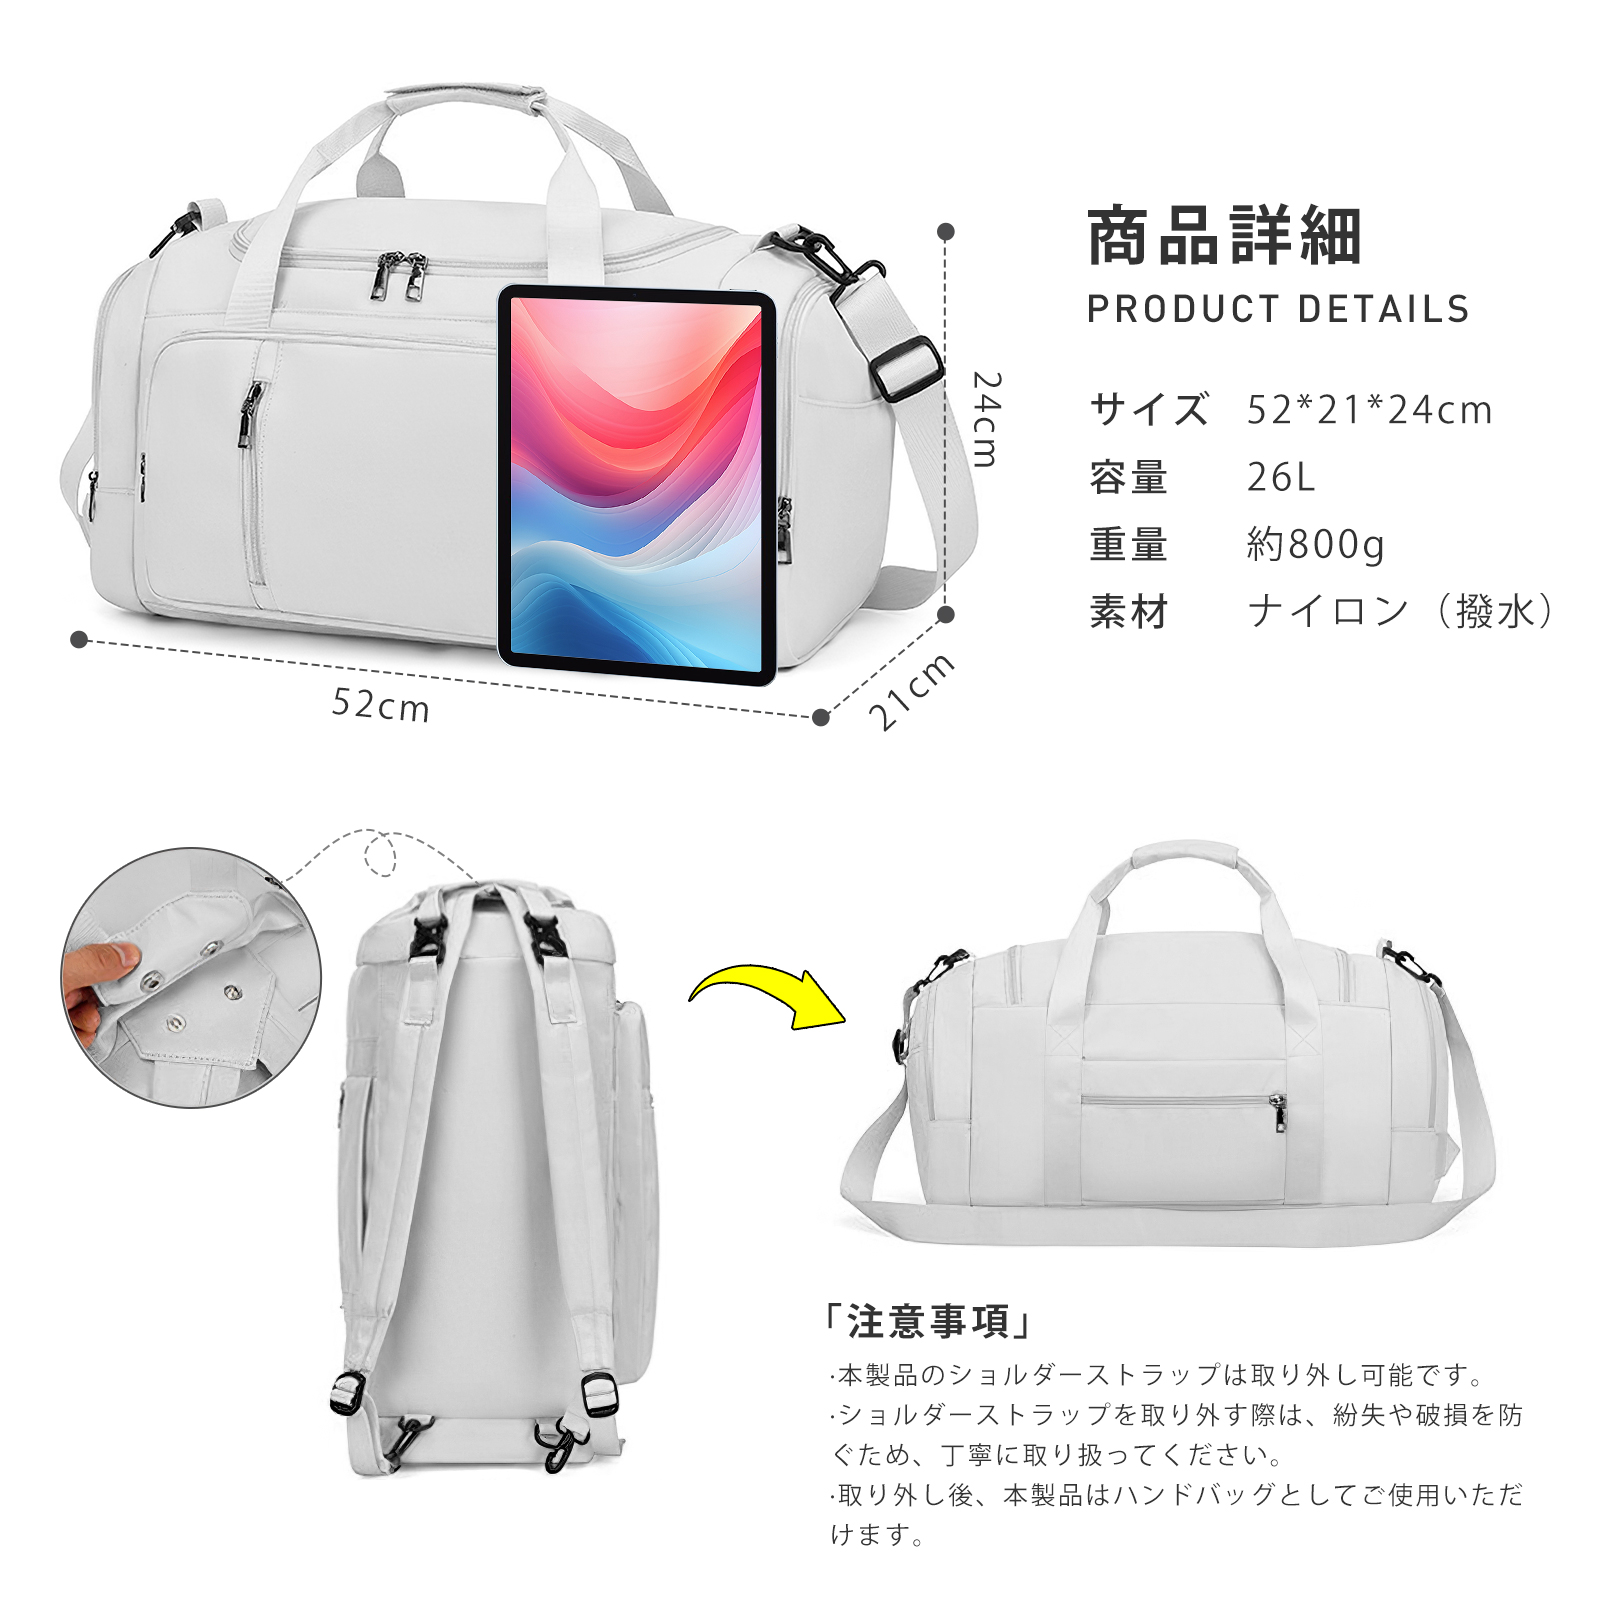 商品詳細
PRODUCT DETAILS
サイズ 52*21*24cm
容量 26L
重量 約800g
素材 ナイロン（撥水）
24cm
52cm
21cm
「注意事項」
·本製品のショルダーストラップは取り外し可能です。
·ショルダーストラップを取り外す際は、紛失や破損を防
ぐため、丁寧に取り扱ってください。
·取り外し後、本製品はハンドバッグとしてご使用いただ
けます。